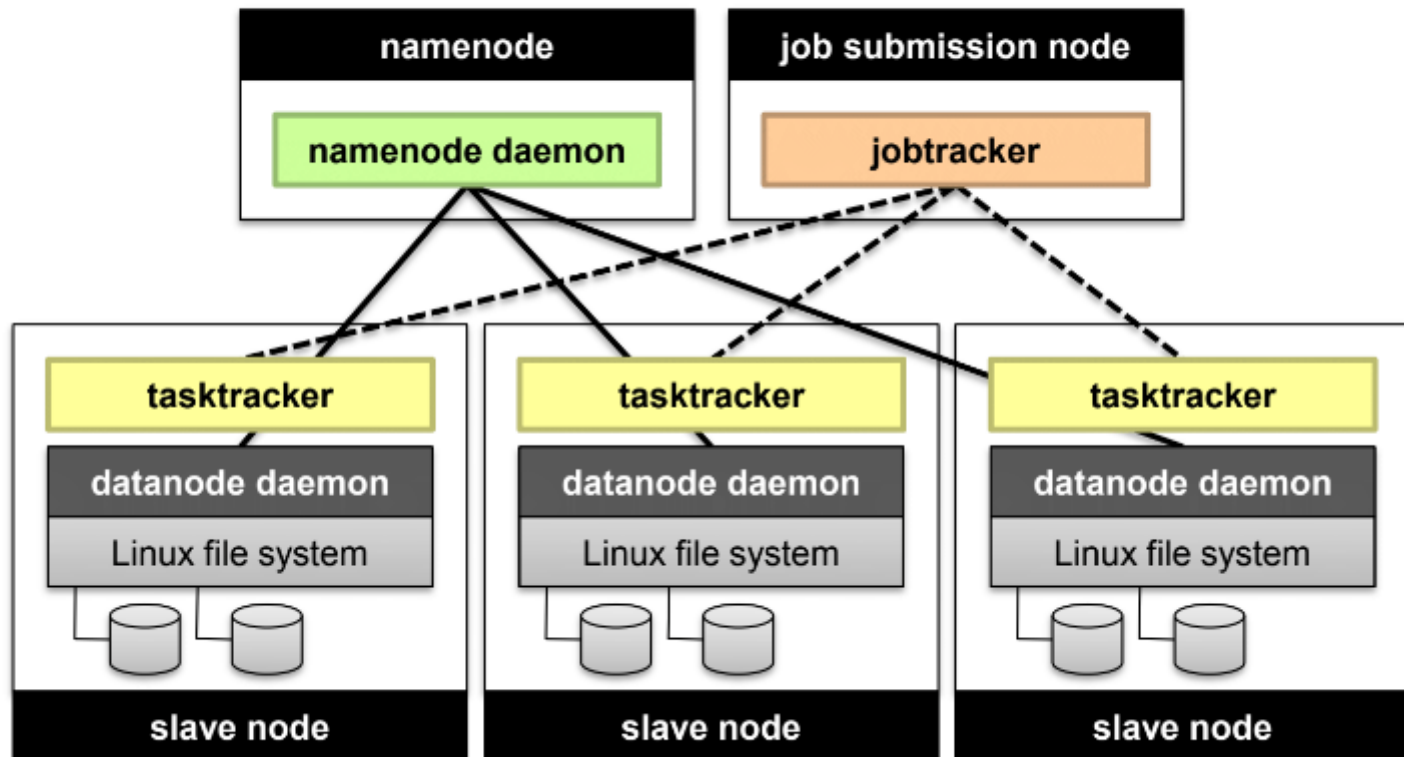 namenode
job submission node
namenode daemon
jobtracker
tasktracker
tasktracker
tasktracker
datanode daemon
datanode daemon
datanode daemon
Linux file system
Linux file system
Linux file system
slave node
slave node
slave node